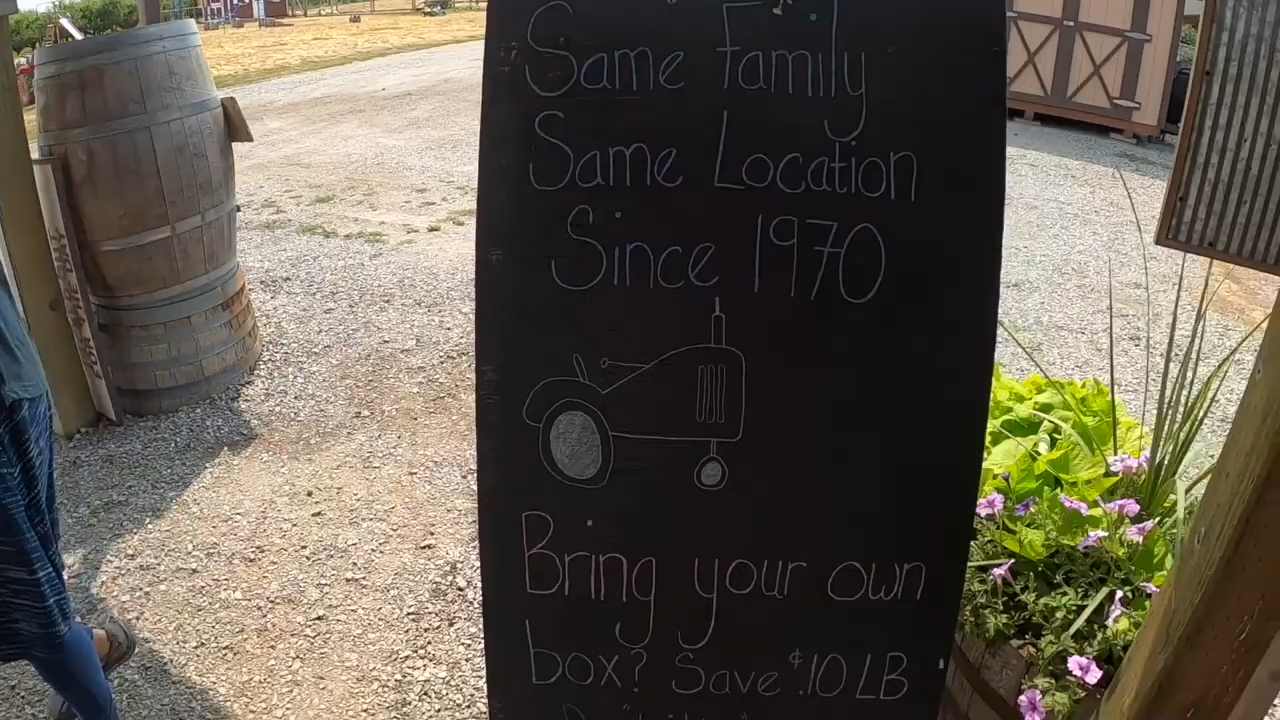 Same Family
Same Location
Since 1970
Bring your own
box? Save $.10 LB